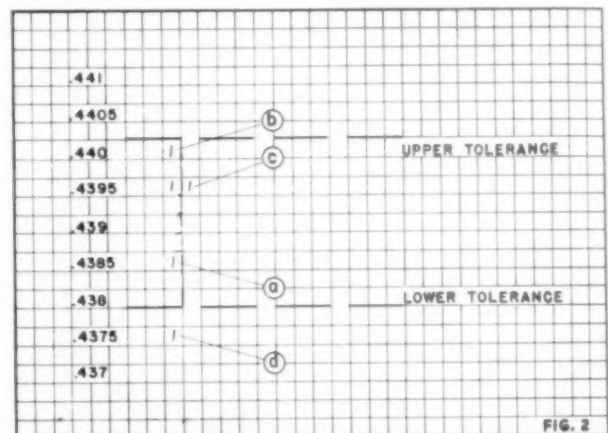 .441
.4405
b
.440
UPPER TOLERANCE
c
.4395
.439
.4385
a
.438
LOWER TOLERANCE
.4375
d
.437
FIG. 2